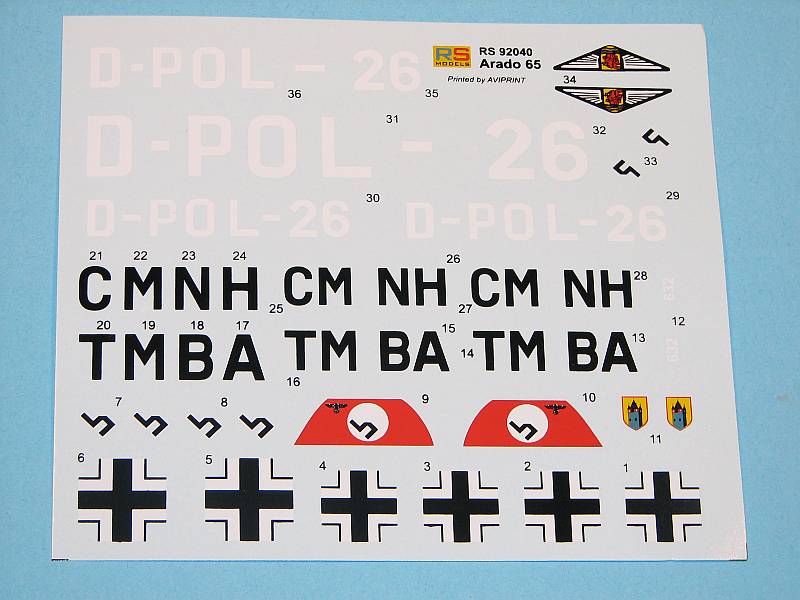 D-POL - 26
RS
MODELS
RS 92040
Arado 65
Printed by AVIPRINT
36
35
34
31
D-POL - 26
32
33
30
29
D-POL-26
D-POL-26
21 22 23 24
CMNH
25
CM NH
26
27
CM NH
28
632
20 19 18 17
TMBA
16
TM BA
15
14
TM BA
13
12
632
7
8
9
10
11
6
5
4
3
2
1